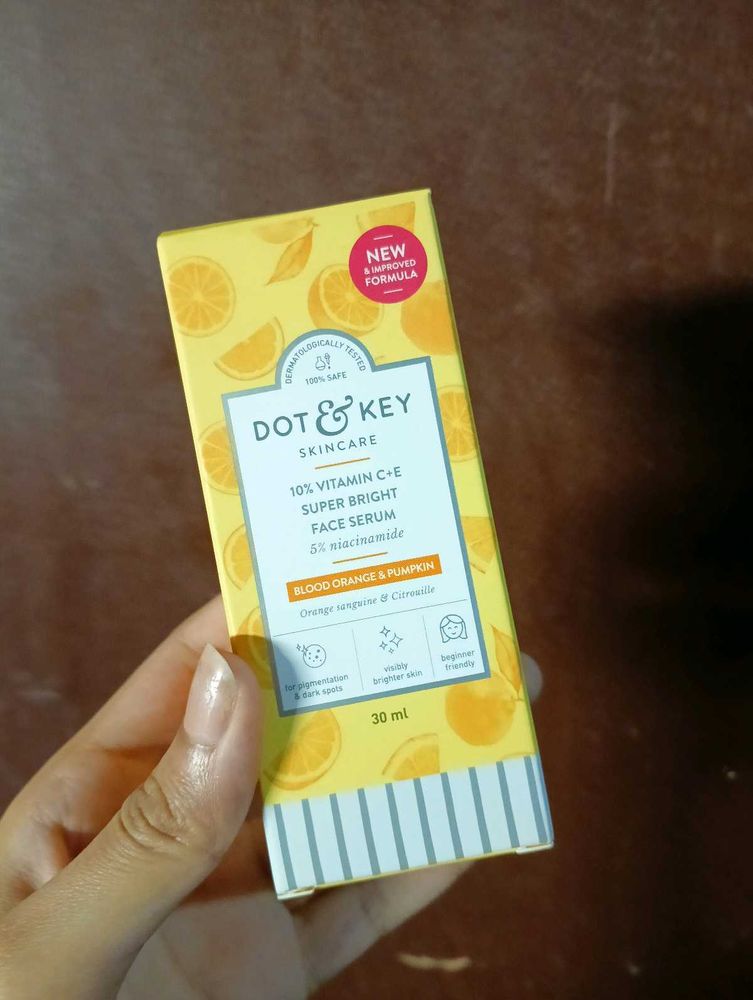 NEW
& IMPROVED
FORMULA
DERMATOLOGICALLY TESTED
100% SAFE
DOT & KEY
SKINCARE
10% VITAMIN C+E
SUPER BRIGHT
FACE SERUM
5% niacinamide
BLOOD ORANGE & PUMPKIN
Orange sanguine & Citrouille
for pigmentation
& dark spots
visibly
brighter skin
beginner
friendly
30 ml